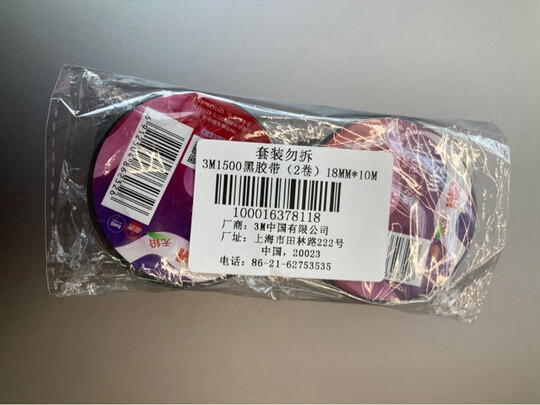 套装勿拆
3M1500黑胶带（2卷）18MM*10M
100016378118
厂商：3M中国有限公司
厂址：上海市田林路222号
中国，20023
电话：86-21-62753535
无铅